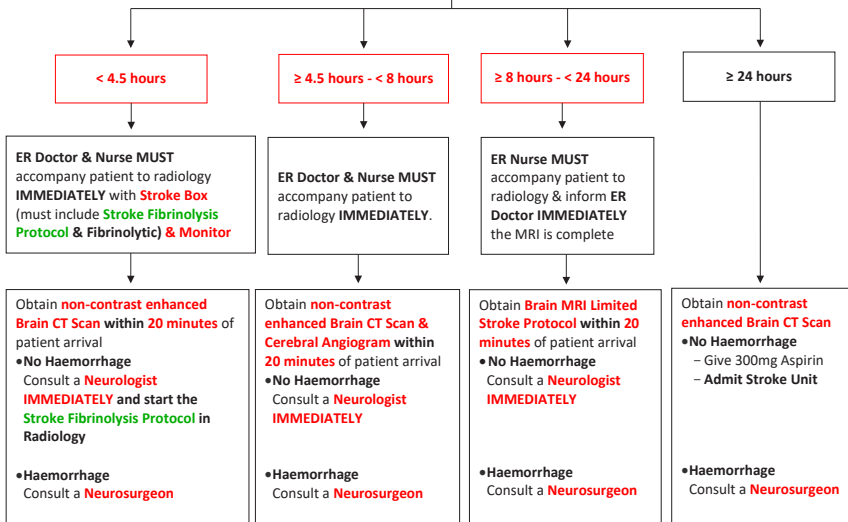 < 4.5 hours
≥ 4.5 hours - < 8 hours
≥ 8 hours - < 24 hours
≥ 24 hours
ER Doctor & Nurse MUST
accompany patient to radiology
IMMEDIATELY with Stroke Box
(must include Stroke Fibrinolysis
Protocol & Fibrinolytic) & Monitor
ER Doctor & Nurse MUST
accompany patient to
radiology IMMEDIATELY.
ER Nurse MUST
accompany patient to
radiology & inform ER
Doctor IMMEDIATELY
the MRI is complete
Obtain non-contrast enhanced
Brain CT Scan within 20 minutes of
patient arrival
•No Haemorrhage
Consult a Neurologist
IMMEDIATELY and start the
Stroke Fibrinolysis Protocol in
Radiology
•Haemorrhage
Consult a Neurosurgeon
Obtain non-contrast
enhanced Brain CT Scan &
Cerebral Angiogram within
20 minutes of patient arrival
•No Haemorrhage
Consult a Neurologist
IMMEDIATELY
•Haemorrhage
Consult a Neurosurgeon
Obtain Brain MRI Limited
Stroke Protocol within 20
minutes of patient arrival
•No Haemorrhage
Consult a Neurologist
IMMEDIATELY
•Haemorrhage
Consult a Neurosurgeon
Obtain non-contrast
enhanced Brain CT Scan
•No Haemorrhage
– Give 300mg Aspirin
– Admit Stroke Unit
•Haemorrhage
Consult a Neurosurgeon